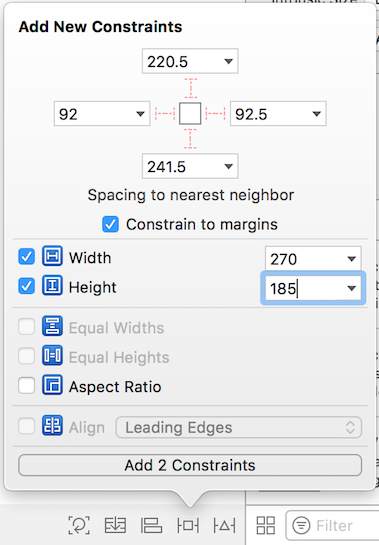 Add New Constraints
220.5
92
92.5
241.5
Spacing to nearest neighbor
Constrain to margins
Width 270
Height 185
Equal Widths
Equal Heights
Aspect Ratio
Align Leading Edges
Add 2 Constraints
Filter